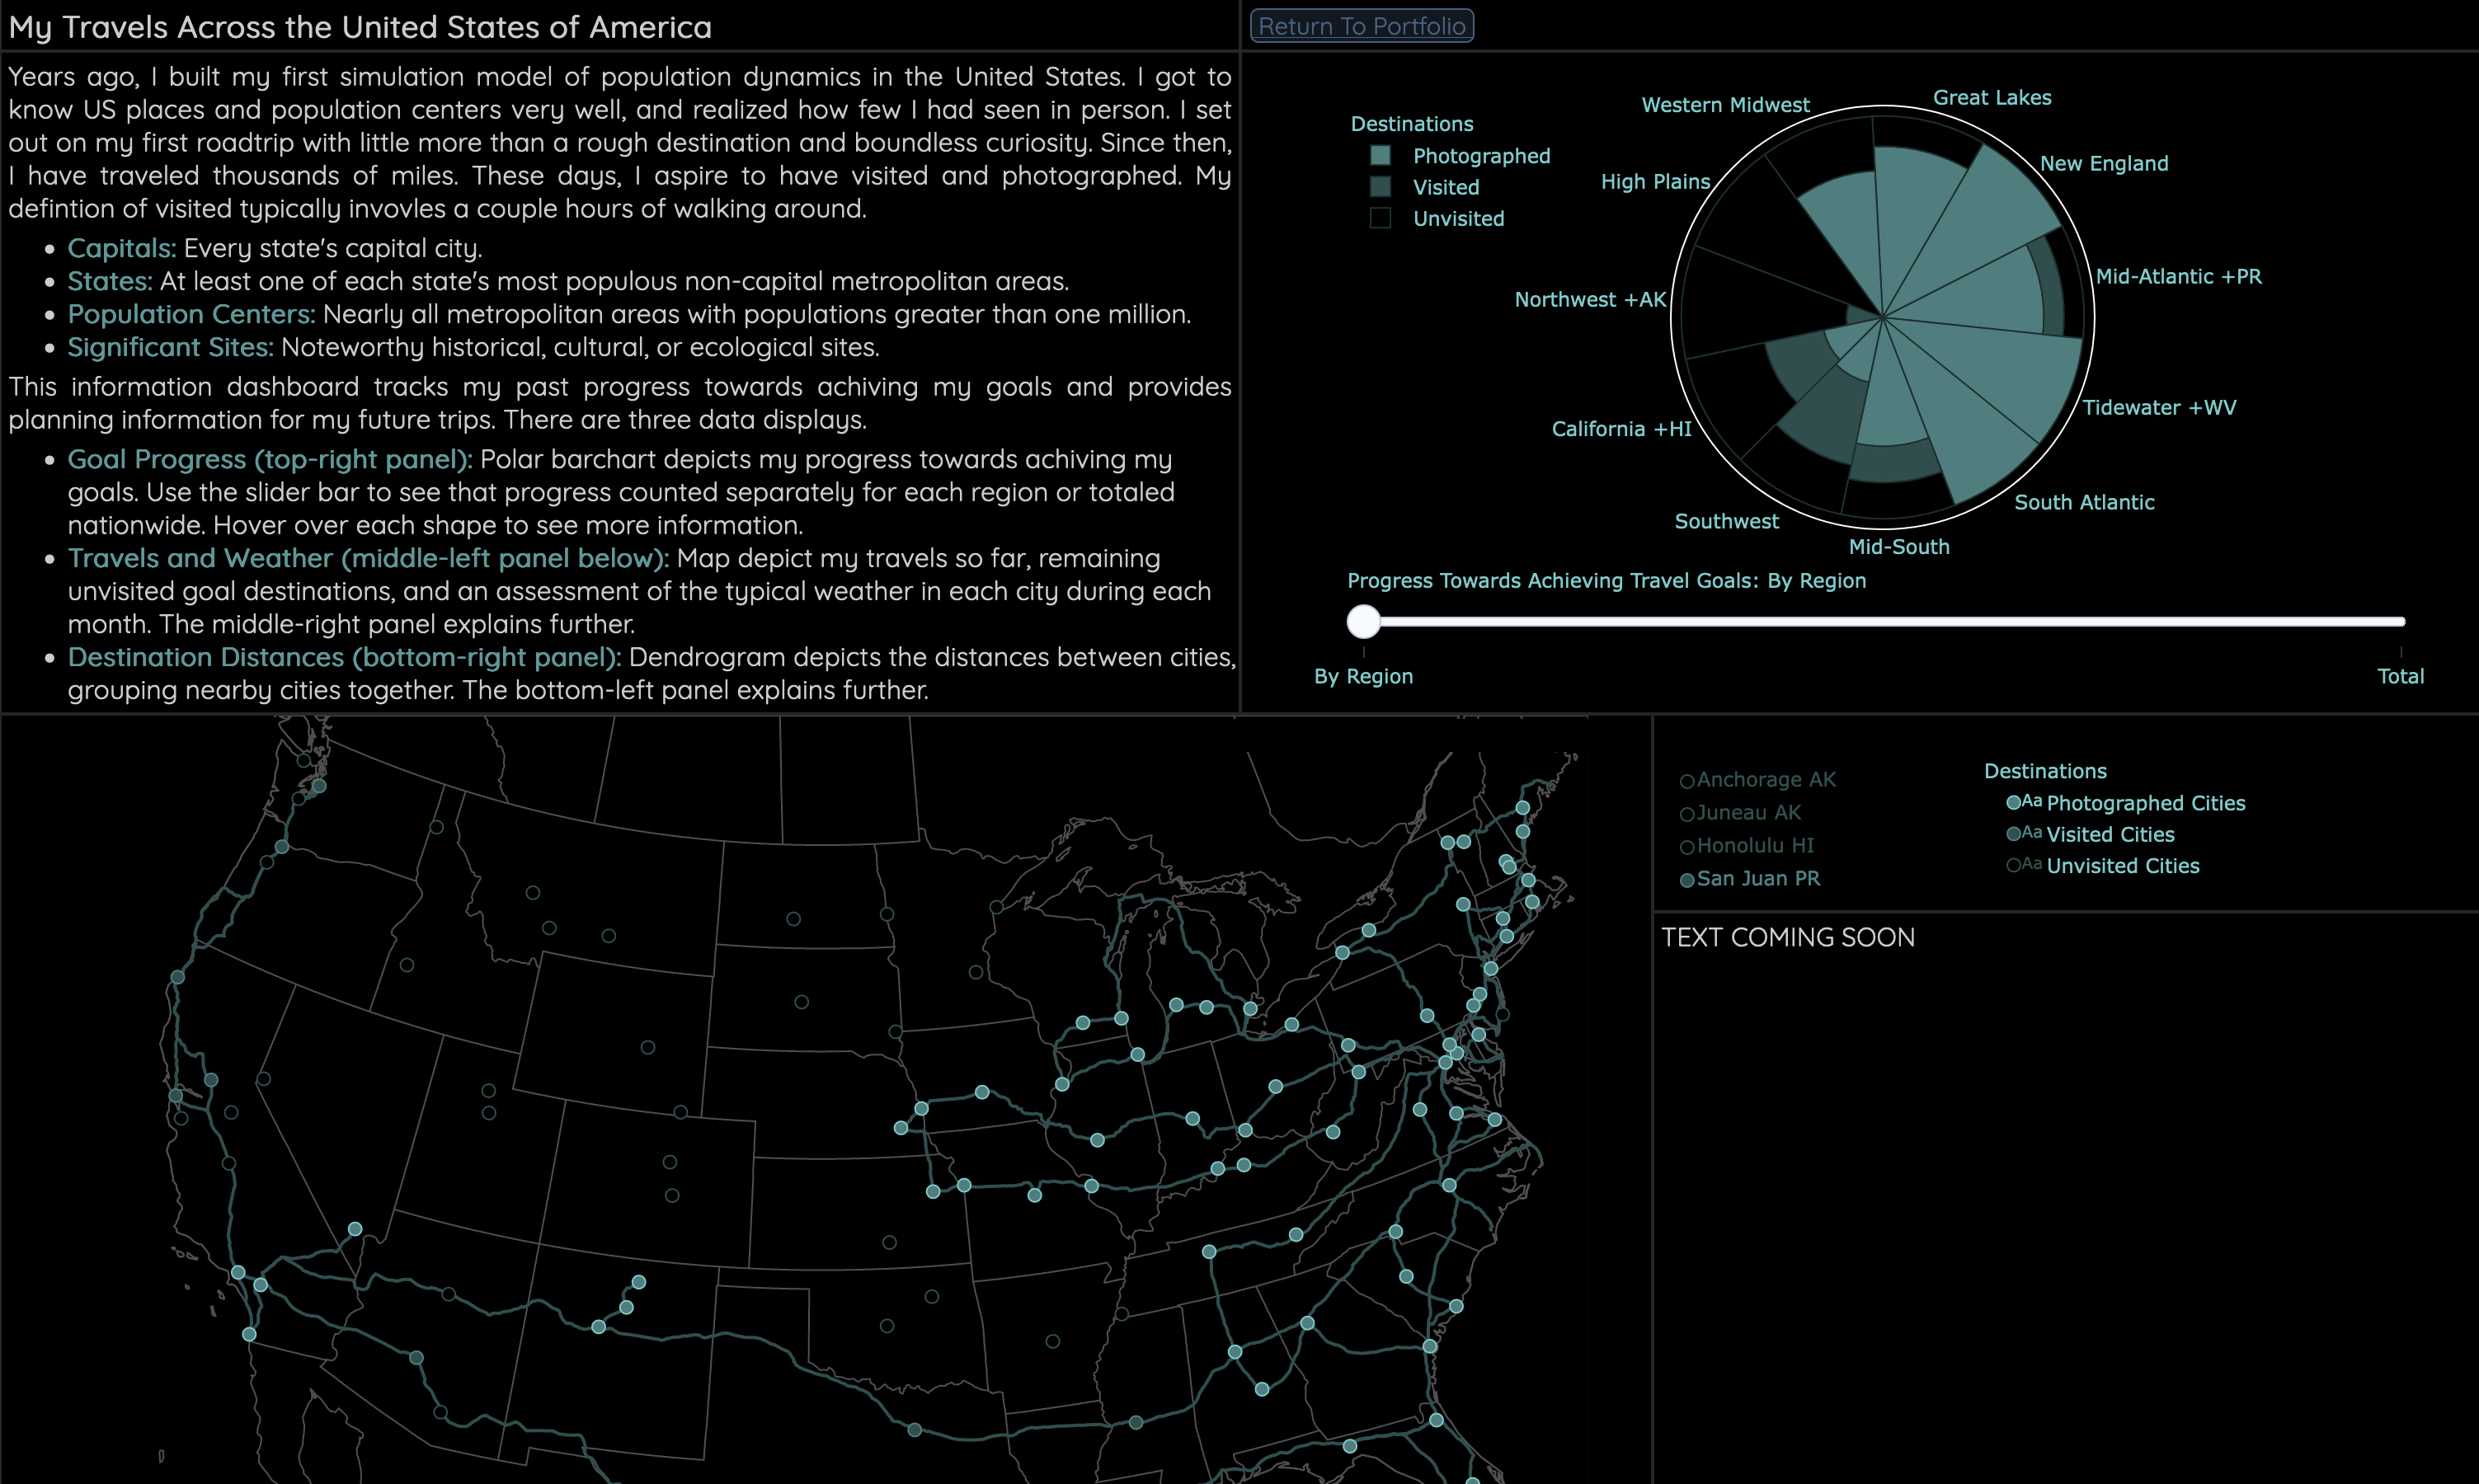 My Travels Across the United States of America
Return To Portfolio
Years ago, I built my first simulation model of population dynamics in the United States. I got to
know US places and population centers very well, and realized how few I had seen in person. I set
out on my first roadtrip with little more than a rough destination and boundless curiosity. Since then,
I have traveled thousands of miles. These days, I aspire to have visited and photographed. My
defintion of visited typically invovles a couple hours of walking around.
• Capitals: Every state's capital city.
• States: At least one of each state's most populous non-capital metropolitan areas.
• Population Centers: Nearly all metropolitan areas with populations greater than one million.
• Significant Sites: Noteworthy historical, cultural, or ecological sites.
This information dashboard tracks my past progress towards achiving my goals and provides
planning information for my future trips. There are three data displays.
• Goal Progress (top-right panel): Polar barchart depicts my progress towards achiving my
goals. Use the slider bar to see that progress counted separately for each region or totaled
nationwide. Hover over each shape to see more information.
• Travels and Weather (middle-left panel below): Map depict my travels so far, remaining
unvisited goal destinations, and an assessment of the typical weather in each city during each
month. The middle-right panel explains further.
• Destination Distances (bottom-right panel): Dendrogram depicts the distances between cities,
grouping nearby cities together. The bottom-left panel explains further.
Destinations
Photographed
Visited
Unvisited
Western Midwest
Great Lakes
New England
High Plains
Mid-Atlantic +PR
Northwest +AK
Tidewater +WV
California +HI
South Atlantic
Southwest
Mid-South
Progress Towards Achieving Travel Goals: By Region
By Region
Total
Anchorage AK
Juneau AK
Honolulu HI
San Juan PR
Destinations
Aa Photographed Cities
Aa Visited Cities
Aa Unvisited Cities
TEXT COMING SOON